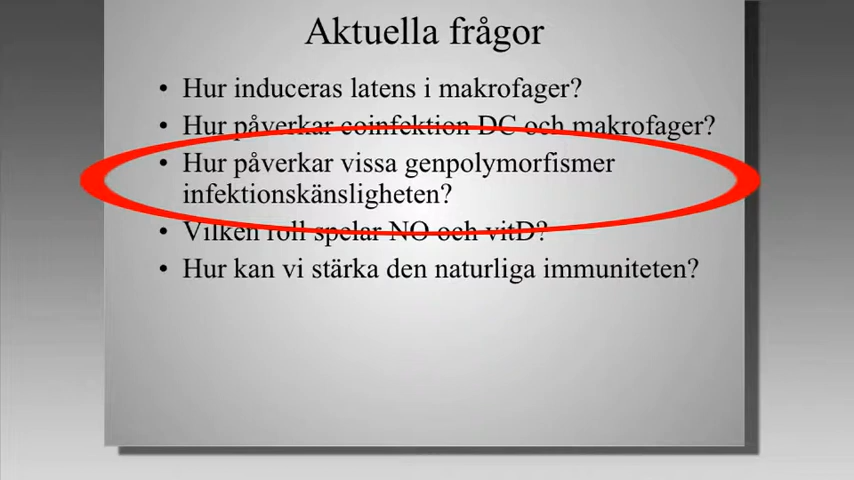 Aktuella frågor
• Hur induceras latens i makrofager?
• Hur påverkar coinfektion DC och makrofager?
• Hur påverkar vissa genpolymorfismer
infektionskänsligheten?
• Vilken roll spelar NO och vitD?
• Hur kan vi stärka den naturliga immuniteten?